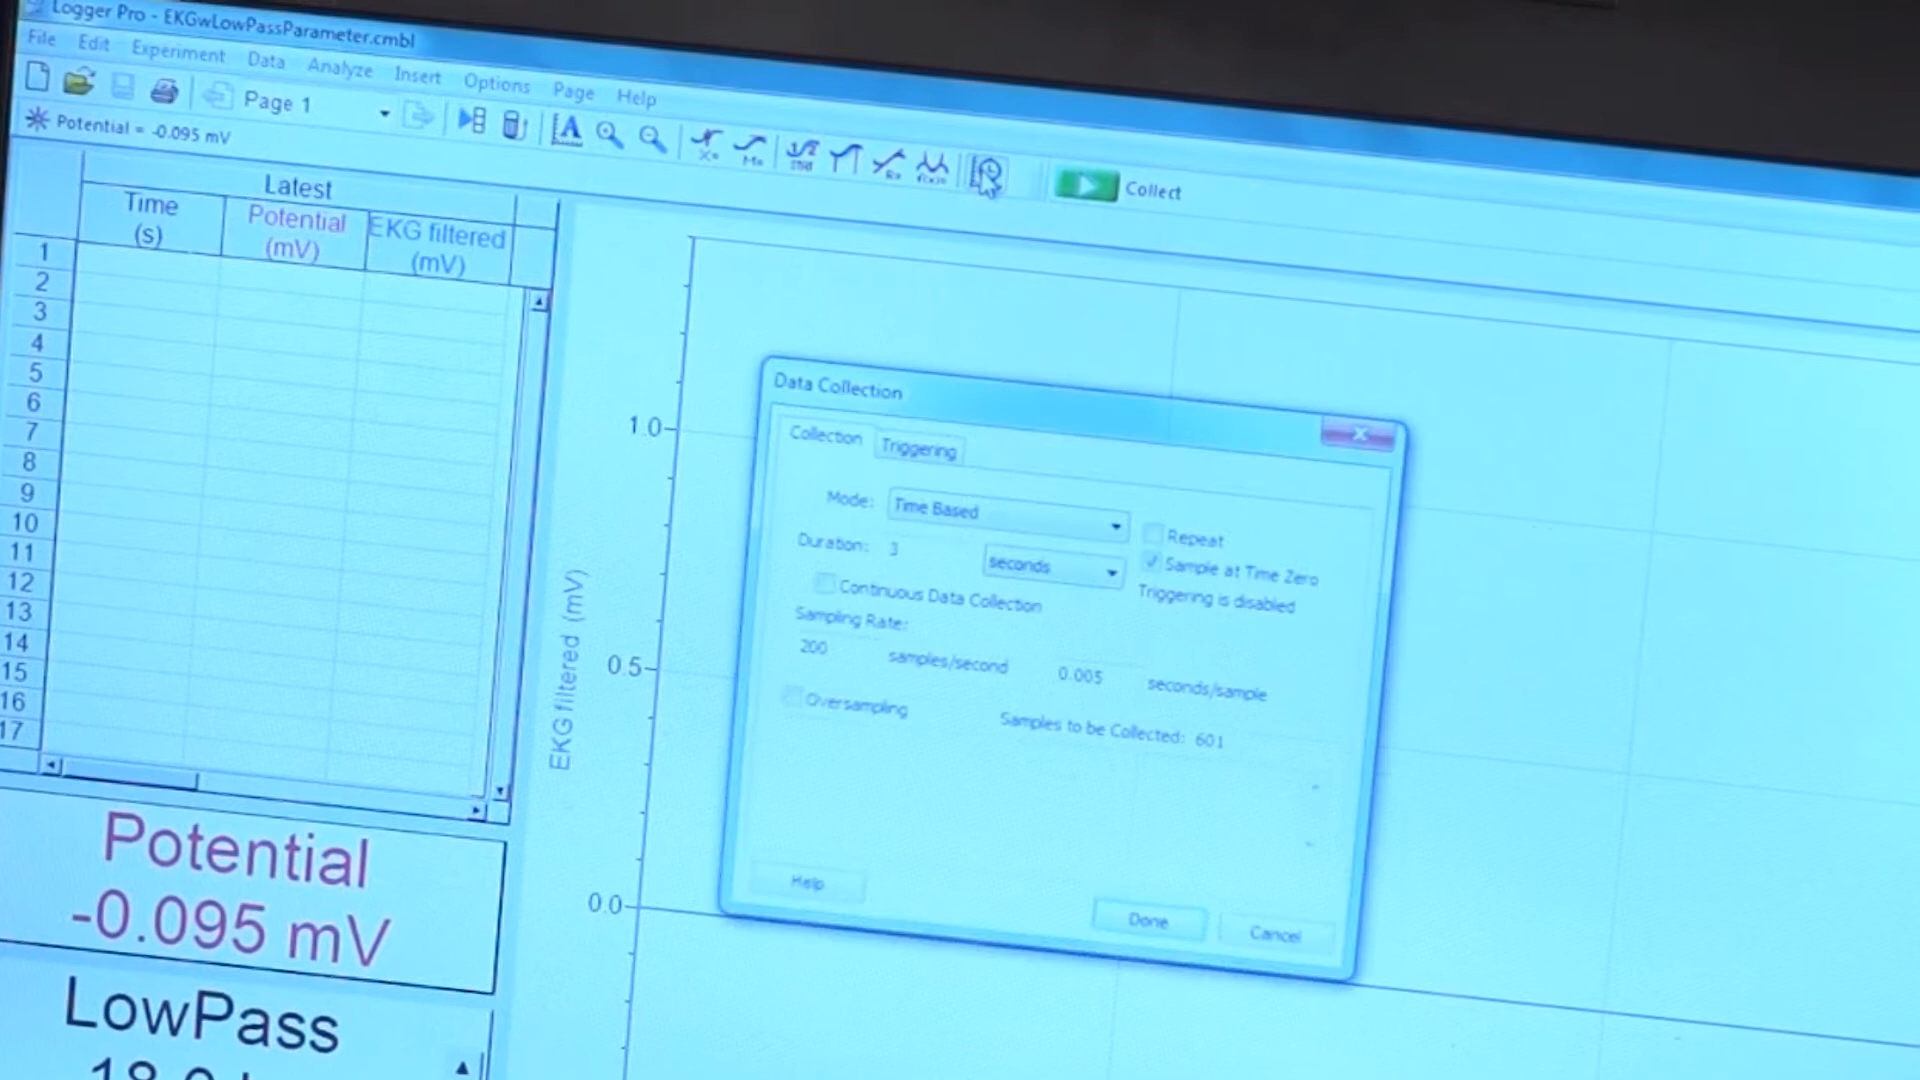 Logger Pro - EKGwLowPassParameter.cmbl
File Edit Experiment Data Analyze Insert Options Page Help
Page 1
Collect
Potential = -0.095 mV
Latest
Time (s)
Potential (mV)
EKG filtered (mV)
1
2
3
4
5
6
7
8
9
10
11
12
13
14
15
16
17
Potential
-0.095 mV
LowPass
EKG filtered (mV)
1.0
0.5
0.0
Data Collection
Collection Triggering
Mode: Time Based
Repeat
Duration: 3 seconds
Sample at Time Zero
Continuous Data Collection
Triggering is disabled
Sampling Rate:
200 samples/second 0.005 seconds/sample
Oversampling
Samples to be Collected: 601
Help Done Cancel